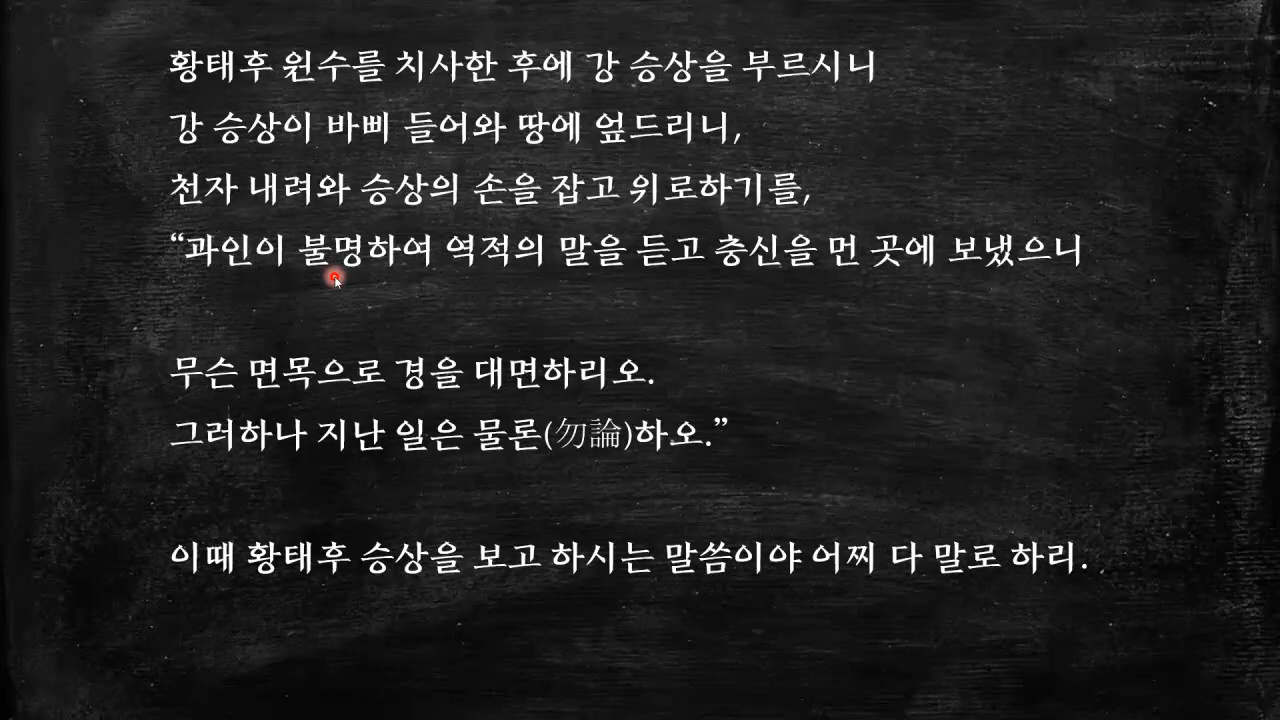 황태후 원수를 치사한 후에 강 승상을 부르시니
강 승상이 바삐 들어와 땅에 엎드리니,
천자 내려와 승상의 손을 잡고 위로하기를,
“과인이 불명하여 역적의 말을 듣고 충신을 먼 곳에 보냈으니
무슨 면목으로 경을 대면하리오.
그러하나 지난 일은 물론(勿論)하오.”
이때 황태후 승상을 보고 하시는 말씀이야 어찌 다 말로 하리.